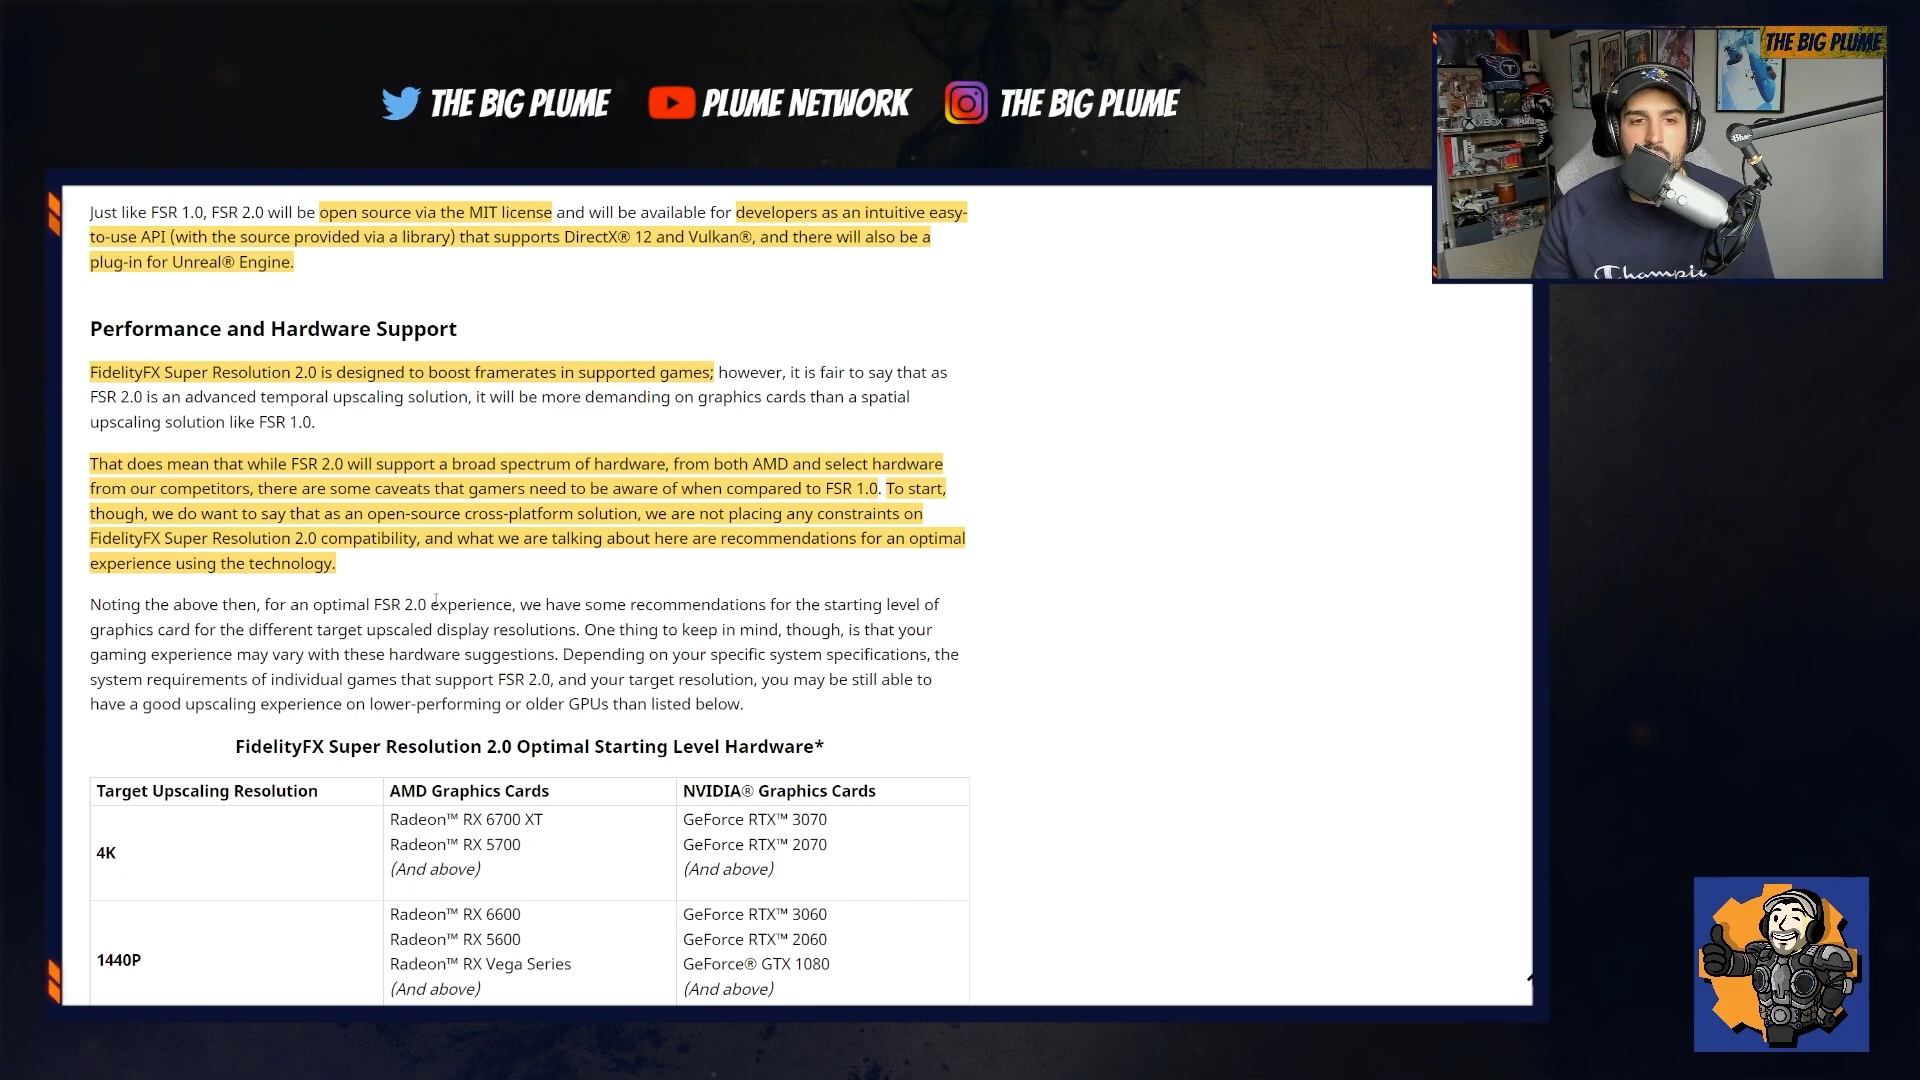 THE BIG PLUME
THE BIG PLUME PLUME NETWORK THE BIG PLUME
Just like FSR 1.0, FSR 2.0 will be open source via the MIT license and will be available for developers as an intuitive easy-
to-use API (with the source provided via a library) that supports DirectX® 12 and Vulkan®, and there will also be a
plug-in for Unreal® Engine.
Champio
Performance and Hardware Support
FidelityFX Super Resolution 2.0 is designed to boost framerates in supported games; however, it is fair to say that as
FSR 2.0 is an advanced temporal upscaling solution, it will be more demanding on graphics cards than a spatial
upscaling solution like FSR 1.0.
That does mean that while FSR 2.0 will support a broad spectrum of hardware, from both AMD and select hardware
from our competitors, there are some caveats that gamers need to be aware of when compared to FSR 1.0. To start,
though, we do want to say that as an open-source cross-platform solution, we are not placing any constraints on
FidelityFX Super Resolution 2.0 compatibility, and what we are talking about here are recommendations for an optimal
experience using the technology.
Noting the above then, for an optimal FSR 2.0 experience, we have some recommendations for the starting level of
graphics card for the different target upscaled display resolutions. One thing to keep in mind, though, is that your
gaming experience may vary with these hardware suggestions. Depending on your specific system specifications, the
system requirements of individual games that support FSR 2.0, and your target resolution, you may be still able to
have a good upscaling experience on lower-performing or older GPUs than listed below.
FidelityFX Super Resolution 2.0 Optimal Starting Level Hardware*
Target Upscaling Resolution AMD Graphics Cards NVIDIA® Graphics Cards
4K
Radeon™ RX 6700 XT GeForce RTX™ 3070
Radeon™ RX 5700 GeForce RTX™ 2070
(And above) (And above)
1440P
Radeon™ RX 6600 GeForce RTX™ 3060
Radeon™ RX 5600 GeForce RTX™ 2060
Radeon™ RX Vega Series GeForce® GTX 1080
(And above) (And above)